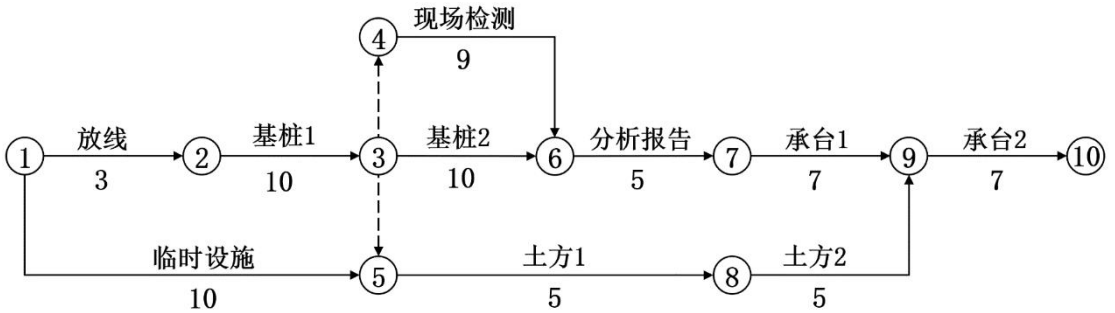 ④ 现场检测
9
放线 基桩1 基桩2 分析报告 承台1 承台2
① ② ③ ⑥ ⑦ ⑨ ⑩
3 10 10 5 7 7
临时设施 土方1 土方2
⑤ ⑧
10 5 5